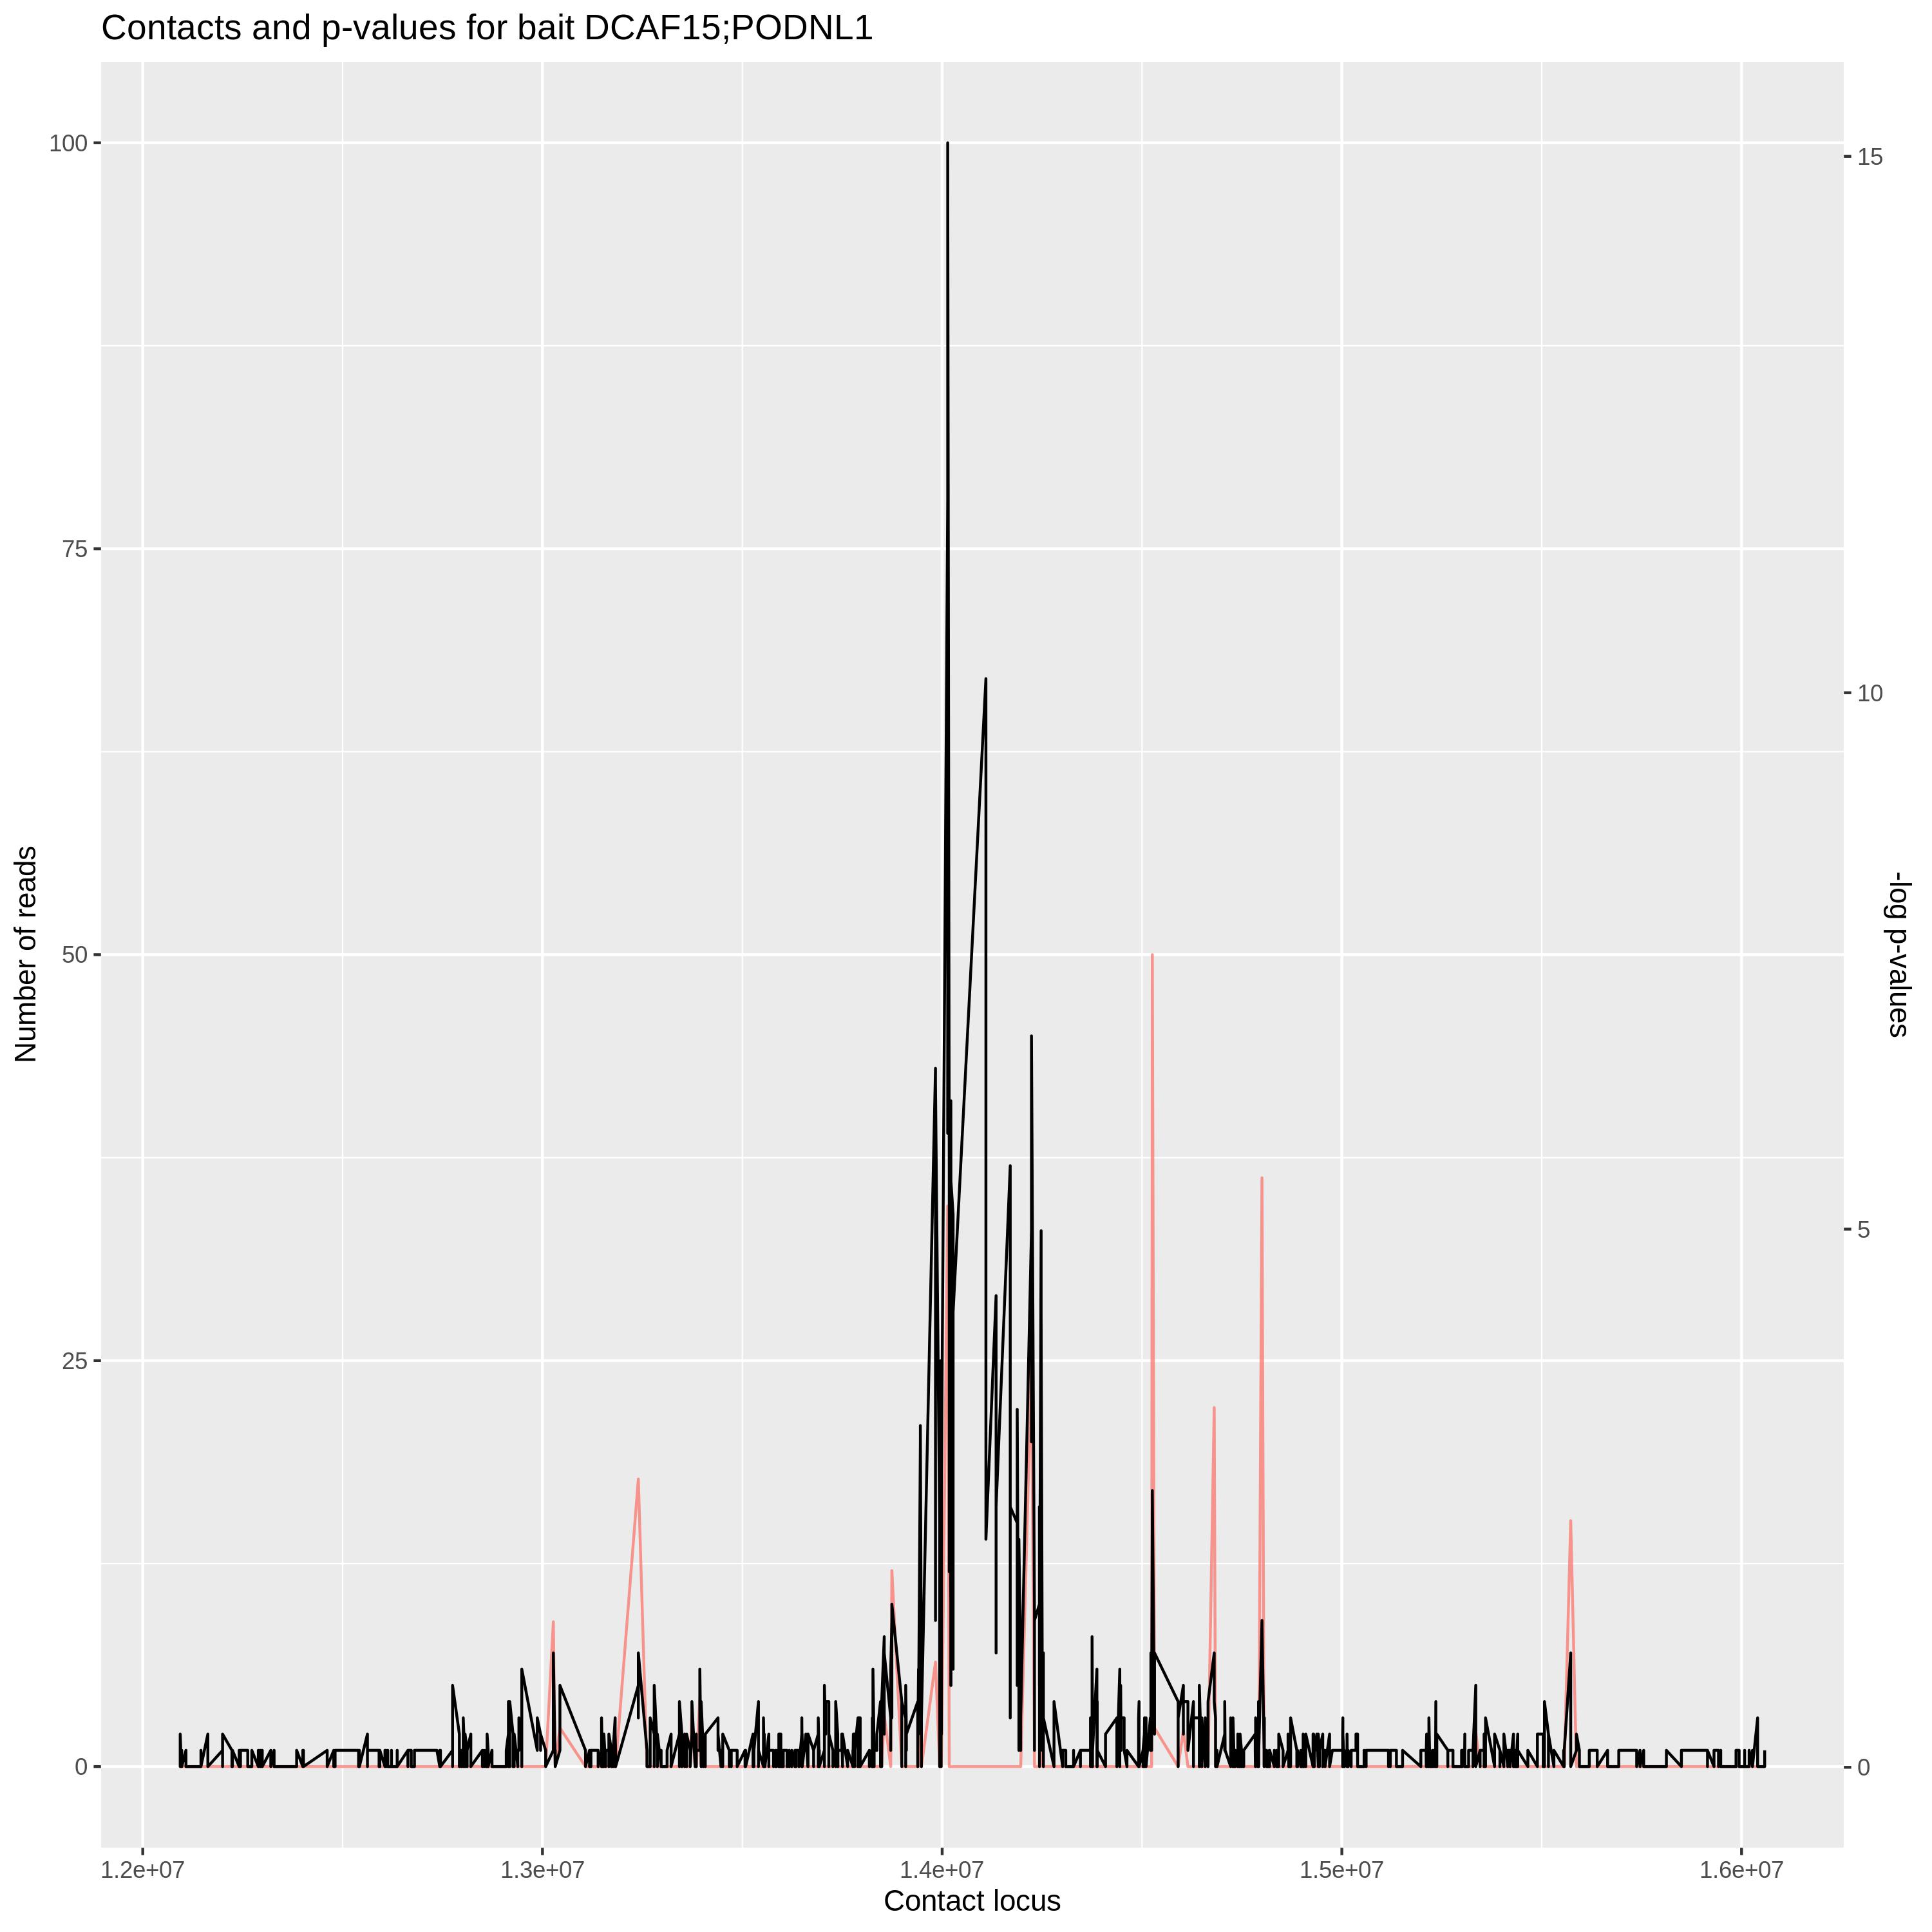 Contacts and p-values for bait DCAF15;PODNL1
100
75
50
25
0
Number of reads
15
10
5
0
-log p-values
1.2e+07
1.3e+07
1.4e+07
1.5e+07
1.6e+07
Contact locus